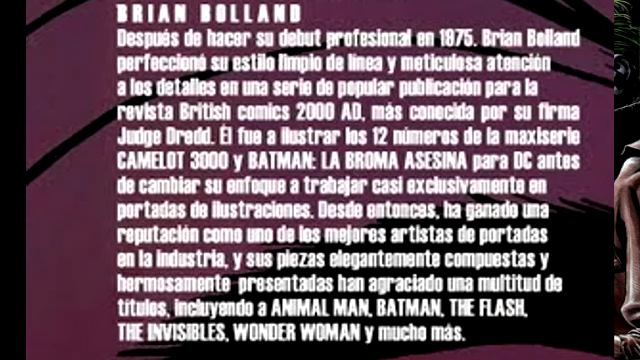 BRIAN BOLLAND
Después de hacer su debut profesional en 1975. Brian Bolland
perfeccionó su estilo limpio de línea y meticulosa atención
a los detalles en una serie de popular publicación para la
revista British comics 2000 AD, más conocida por su firma
Judge Dredd. Él fue a ilustrar los 12 números de la maxiserie
CAMELOT 3000 y BATMAN: LA BROMA ASESINA para DC antes
de cambiar su enfoque a trabajar casi exclusivamente en
portadas de ilustraciones. Desde entonces, ha ganado una
reputación como uno de los mejores artistas de portadas
en la industria, y sus piezas elegantemente compuestas y
hermosamente presentadas han agraciado una multitud de
títulos, incluyendo a ANIMAL MAN, BATMAN, THE FLASH,
THE INVISIBLES, WONDER WOMAN y mucho más.